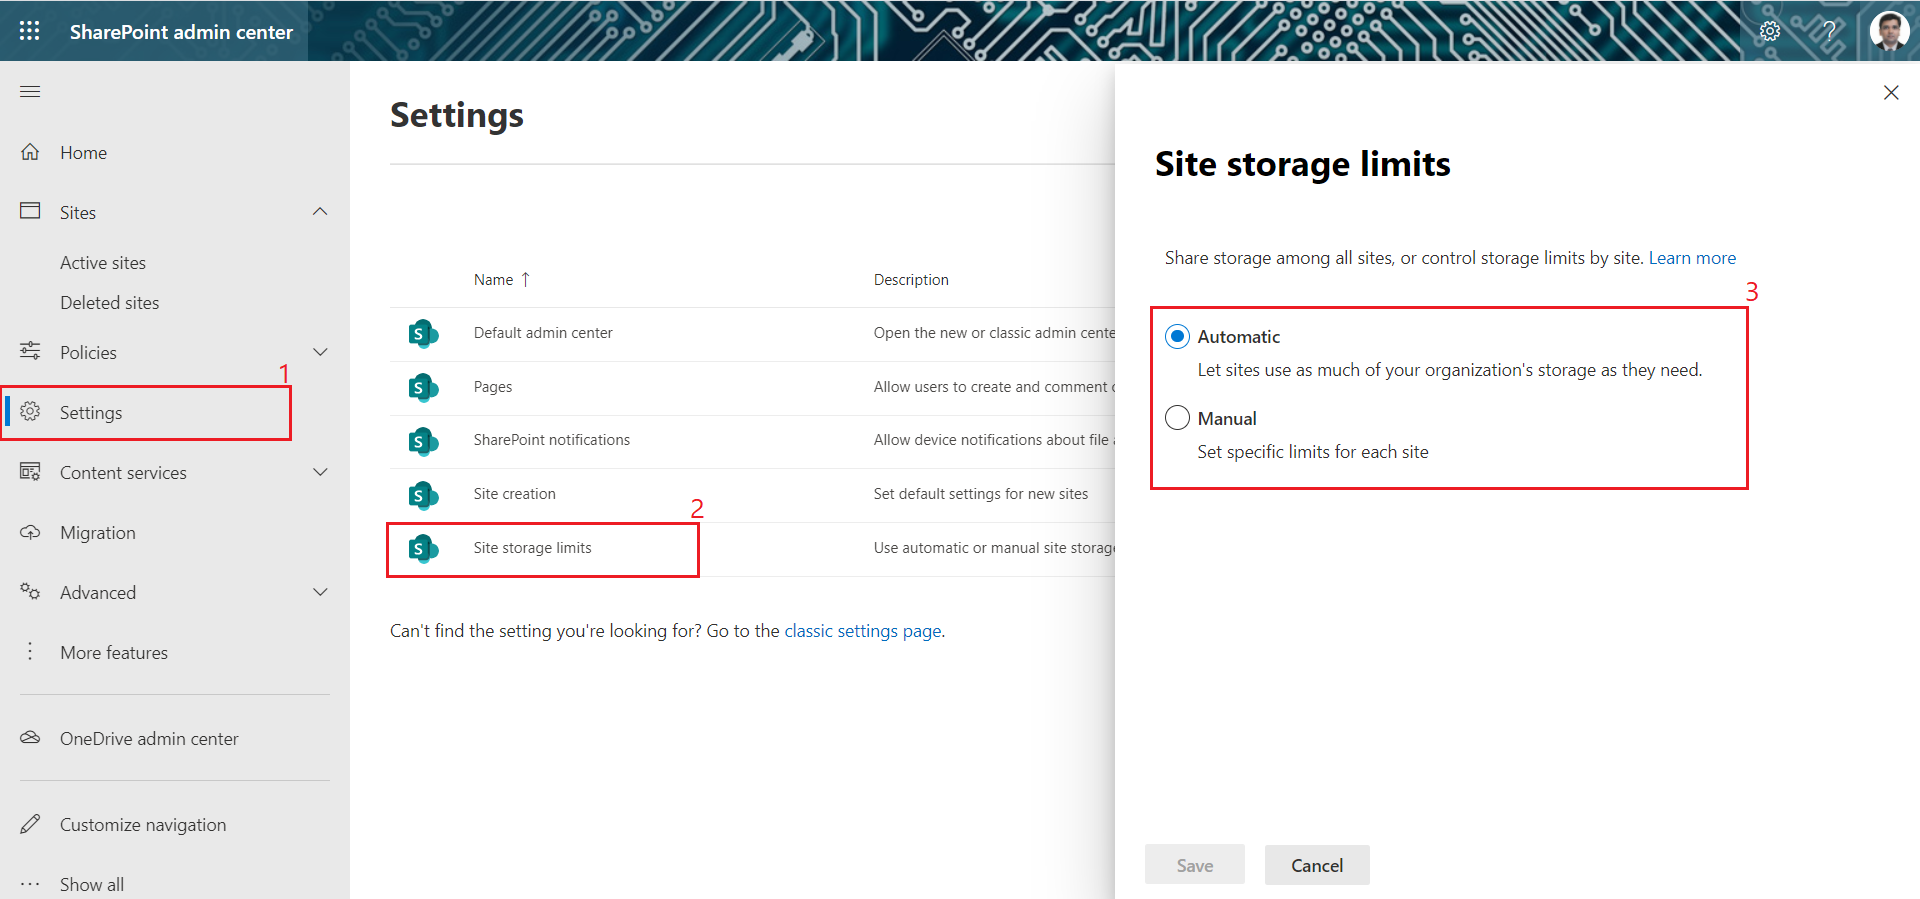 SharePoint admin center
?
Home
Sites
Active sites
Deleted sites
Policies
1
Settings
Content services
Migration
Advanced
More features
OneDrive admin center
Customize navigation
Show all
Settings
Name ↑
Description
S
Default admin center
Open the new or classic admin cente
S
Pages
Allow users to create and comment
S
SharePoint notifications
Allow device notifications about file
S
Site creation
Set default settings for new sites
2
S
Site storage limits
Use automatic or manual site storage
Can't find the setting you're looking for? Go to the classic settings page.
Site storage limits
Share storage among all sites, or control storage limits by site. Learn more
3
Automatic
Let sites use as much of your organization's storage as they need.
Manual
Set specific limits for each site
Save
Cancel